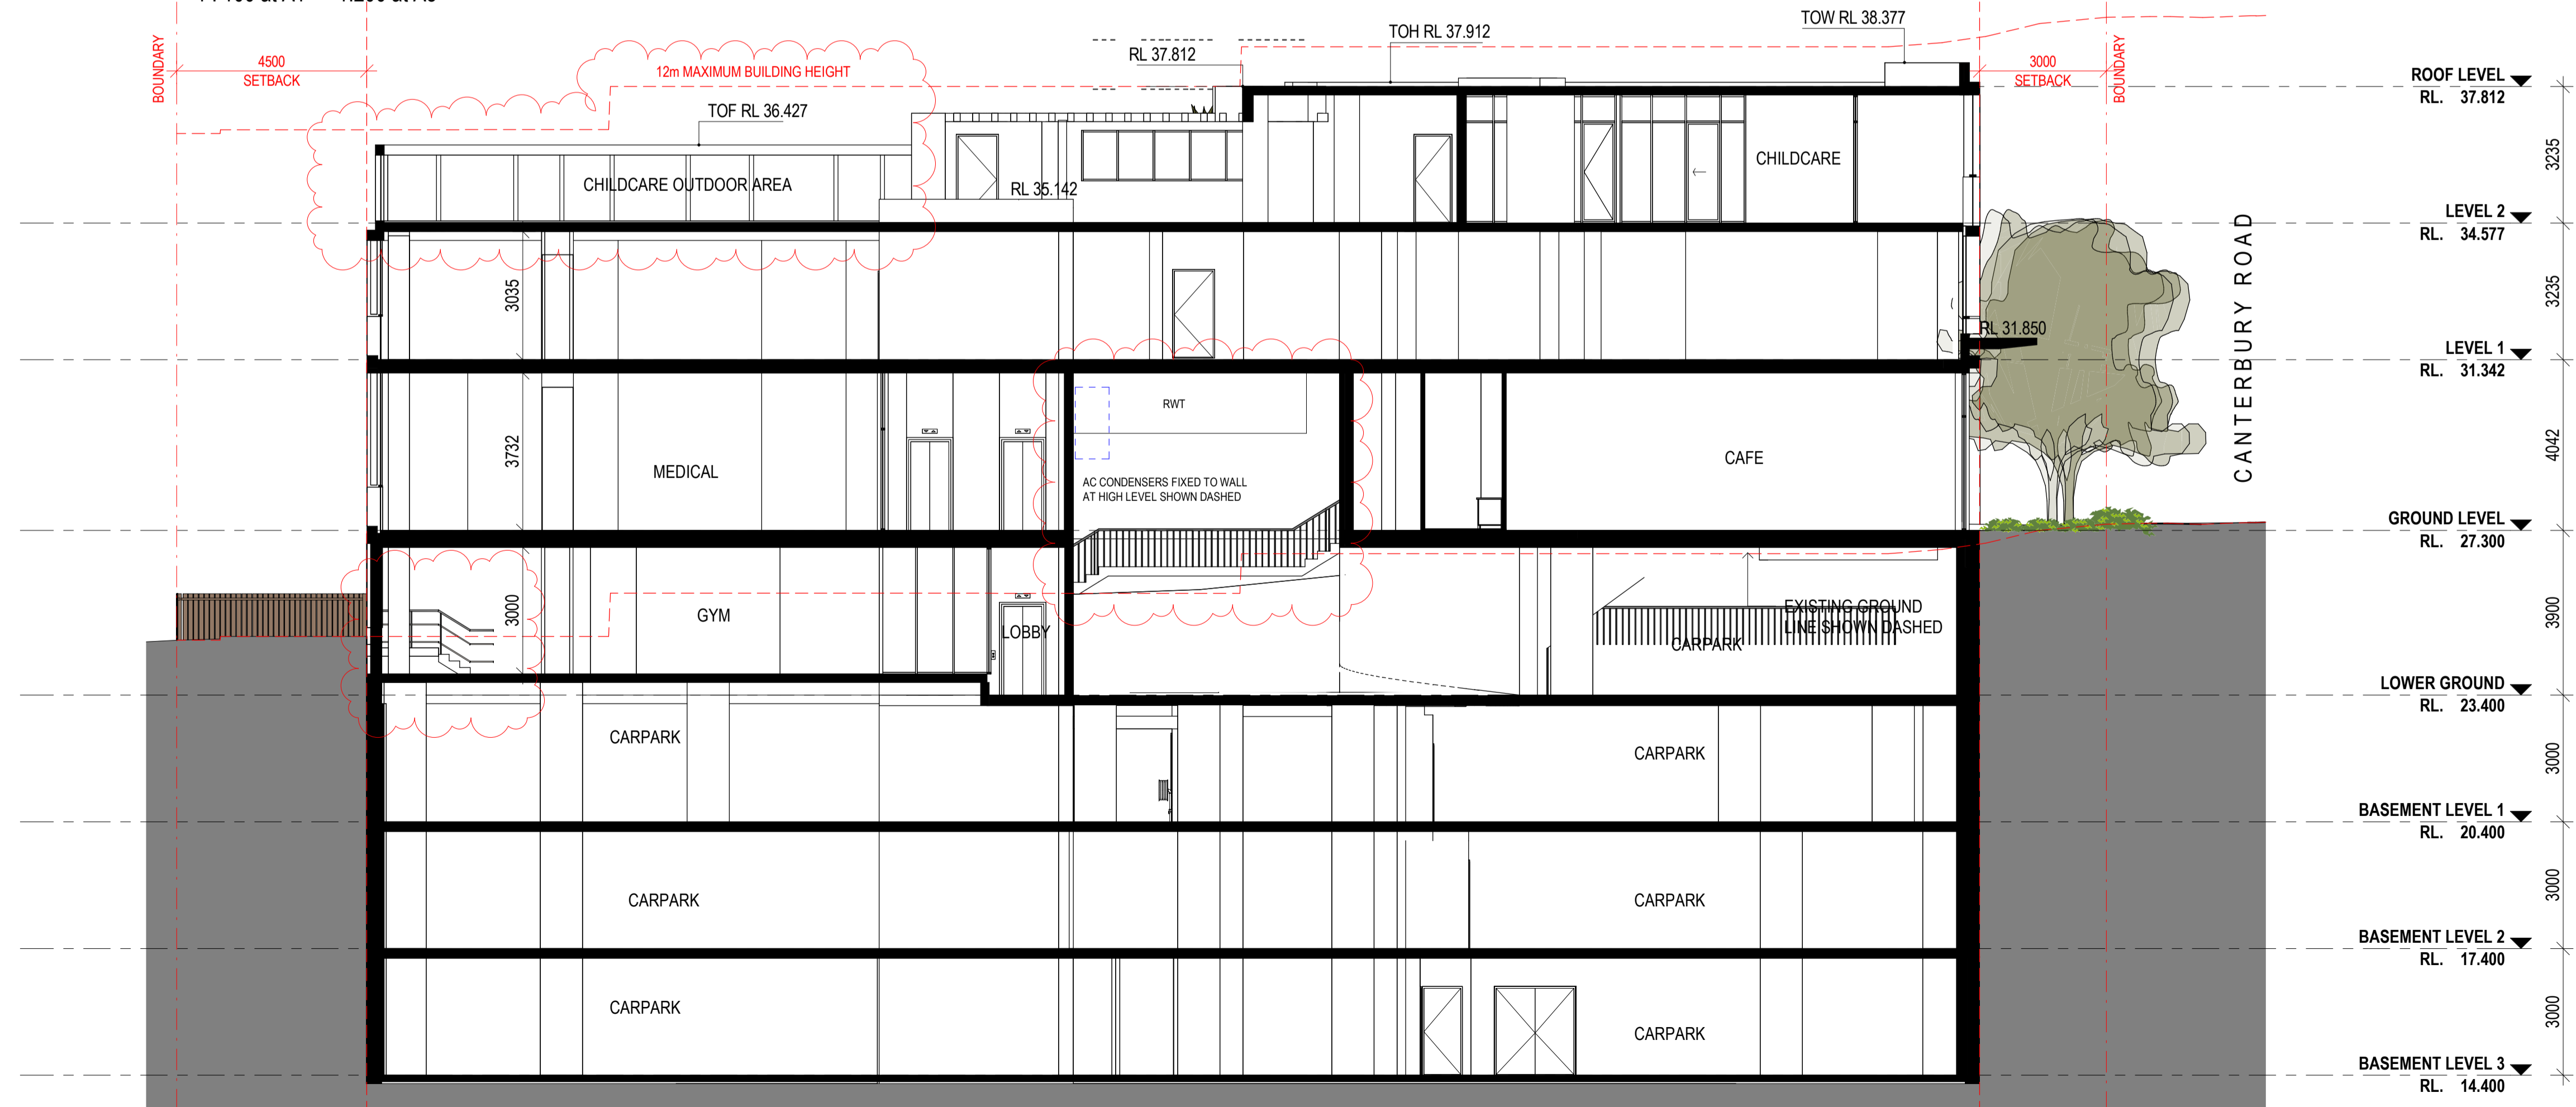 TOW RL 38.377
TOH RL 37.912
RL 37.812
BOUNDARY
4500
SETBACK
12m MAXIMUM BUILDING HEIGHT
3000
SETBACK
BOUNDARY
ROOF LEVEL
RL. 37.812
TOF RL 36.427
CHILDCARE OUTDOOR AREA
RL 35.142
CHILDCARE
3235
LEVEL 2
RL. 34.577
3035
3235
RL 31.850
CANTERBURY ROAD
LEVEL 1
RL. 31.342
RWT
3732
MEDICAL
CAFE
4042
AC CONDENSERS FIXED TO WALL
AT HIGH LEVEL SHOWN DASHED
GROUND LEVEL
RL. 27.300
3000
GYM
LOBBY
EXISTING GROUND
LINE SHOWN DASHED
CARPARK
3900
LOWER GROUND
RL. 23.400
CARPARK
CARPARK
3000
BASEMENT LEVEL 1
RL. 20.400
CARPARK
CARPARK
3000
BASEMENT LEVEL 2
RL. 17.400
CARPARK
CARPARK
3000
BASEMENT LEVEL 3
RL. 14.400